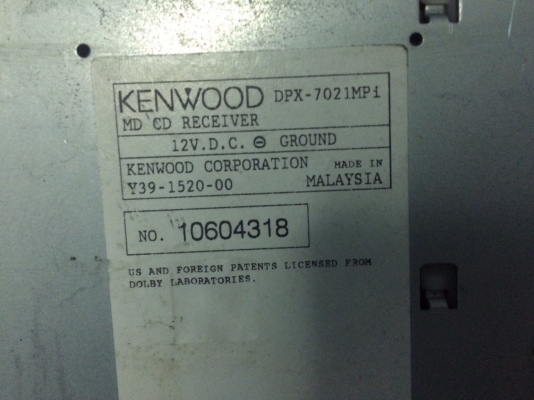 KENWOOD DPX-7021MPi
MD CD RECEIVER
12V.D.C. ⊖ GROUND
KENWOOD CORPORATION MADE IN
Y39-1520-00 MALAYSIA
NO. 10604318
US AND FOREIGN PATENTS LICENSED FROM
DOLBY LABORATORIES.